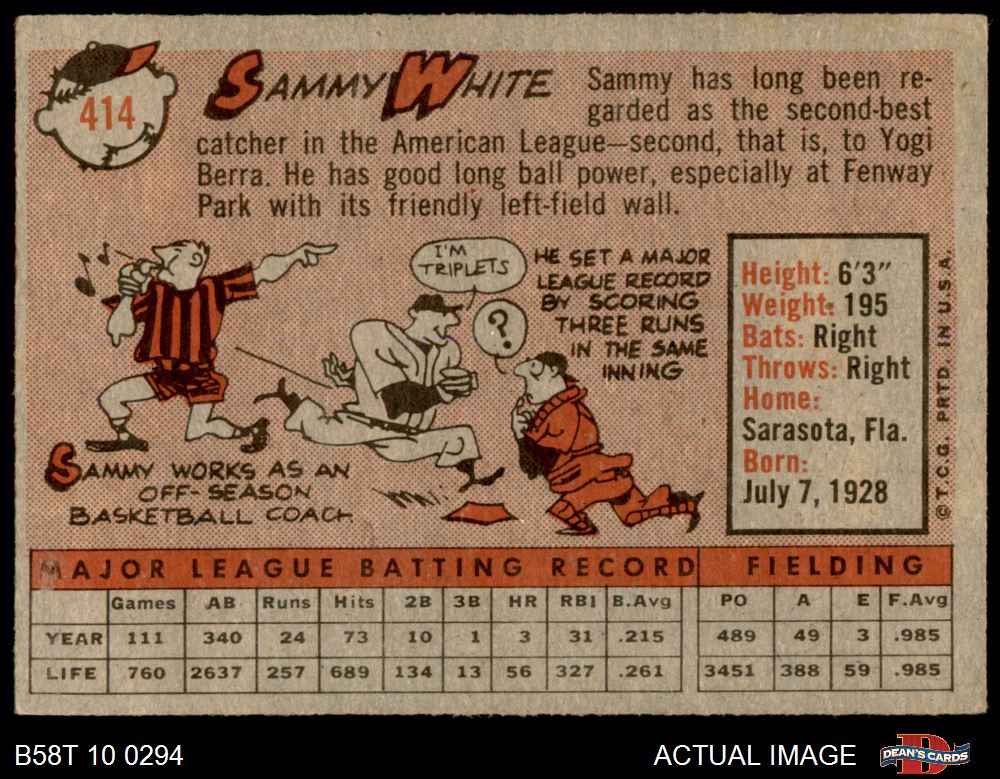 414
SAMMY WHITE
Sammy has long been re-
garded as the second-best
catcher in the American League—second, that is, to Yogi
Berra. He has good long ball power, especially at Fenway
Park with its friendly left-field wall.
I'M
TRIPLETS
?
HE SET A MAJOR
LEAGUE RECORD
BY SCORING
THREE RUNS
IN THE SAME
INNING
SAMMY WORKS AS AN
OFF-SEASON
BASKETBALL COACH
Height: 6'3"
Weight: 195
Bats: Right
Throws: Right
Home:
Sarasota, Fla.
Born:
July 7, 1928
© T.C.G. PRTD. IN U.S.A.
MAJOR LEAGUE BATTING RECORD FIELDING
Games AB Runs Hits 2B 3B HR RBI B.Avg PO A E F.Avg
YEAR 111 340 24 73 10 1 3 31 .215 489 49 3 .985
LIFE 760 2637 257 689 134 13 56 327 .261 3451 388 59 .985
B58T 10 0294 ACTUAL IMAGE D DEAN'S CARDS